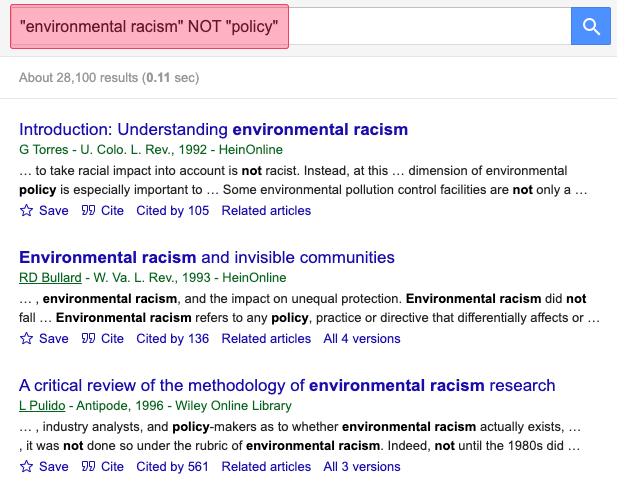 "environmental racism" NOT "policy"
About 28,100 results (0.11 sec)
Introduction: Understanding environmental racism
G Torres - U. Colo. L. Rev., 1992 - HeinOnline
… to take racial impact into account is not racist. Instead, at this … dimension of environmental
policy is especially important to … Some environmental pollution control facilities are not only a …
Save Cite Cited by 105 Related articles
Environmental racism and invisible communities
RD Bullard - W. Va. L. Rev., 1993 - HeinOnline
… , environmental racism, and the impact on unequal protection. Environmental racism did not
fall … Environmental racism refers to any policy, practice or directive that differentially affects or …
Save Cite Cited by 136 Related articles All 4 versions
A critical review of the methodology of environmental racism research
L Pulido - Antipode, 1996 - Wiley Online Library
… , industry analysts, and policy-makers as to whether environmental racism actually exists, …
, it was not done so under the rubric of environmental racism. Indeed, not until the 1980s did …
Save Cite Cited by 561 Related articles All 3 versions